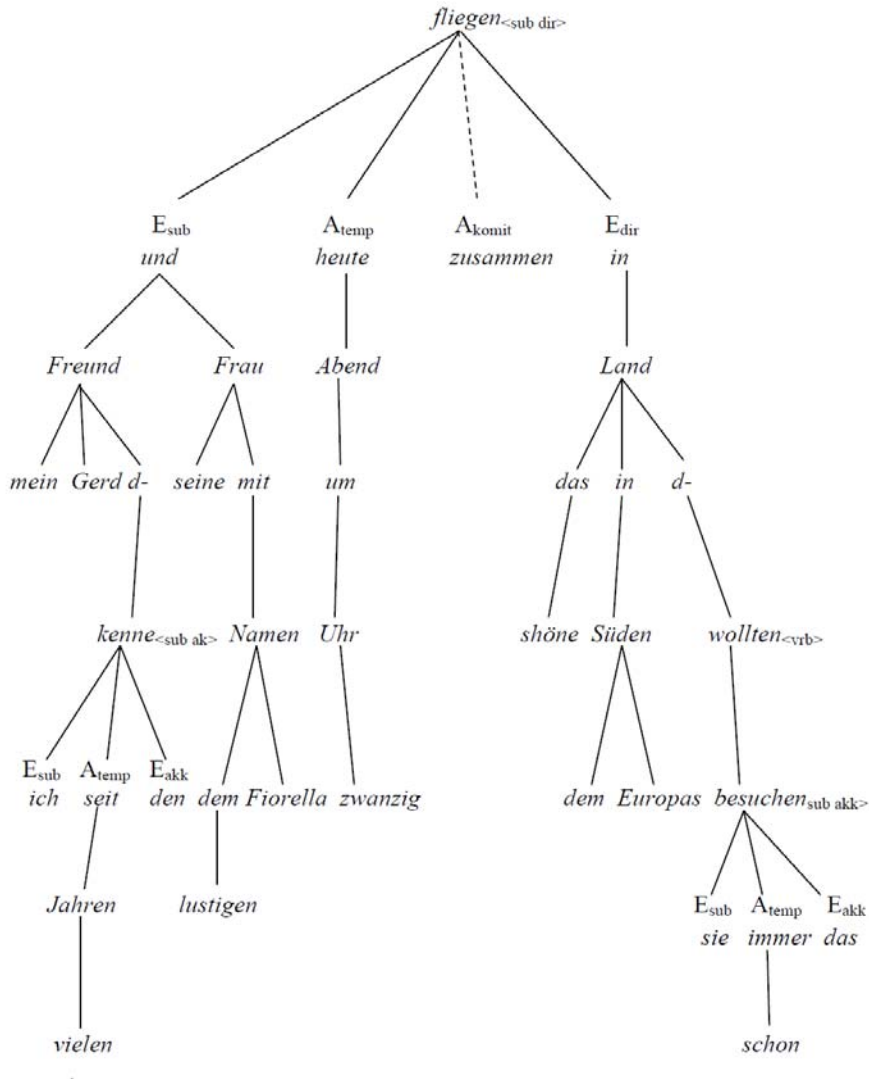 fliegen<sub dir>
Esub Atemp Akomit Edir
und heute zusammen in
Freund Frau Abend Land
mein Gerd d- seine mit um das in d-
kenne<sub ak> Namen Uhr shöne Süden wollten<vrb>
Esub Atemp Eakk
ich seit den dem Fiorella zwanzig dem Europas besuchensub akk>
Jahren lustigen Esub Atemp Eakk
sie immer das
vielen schon